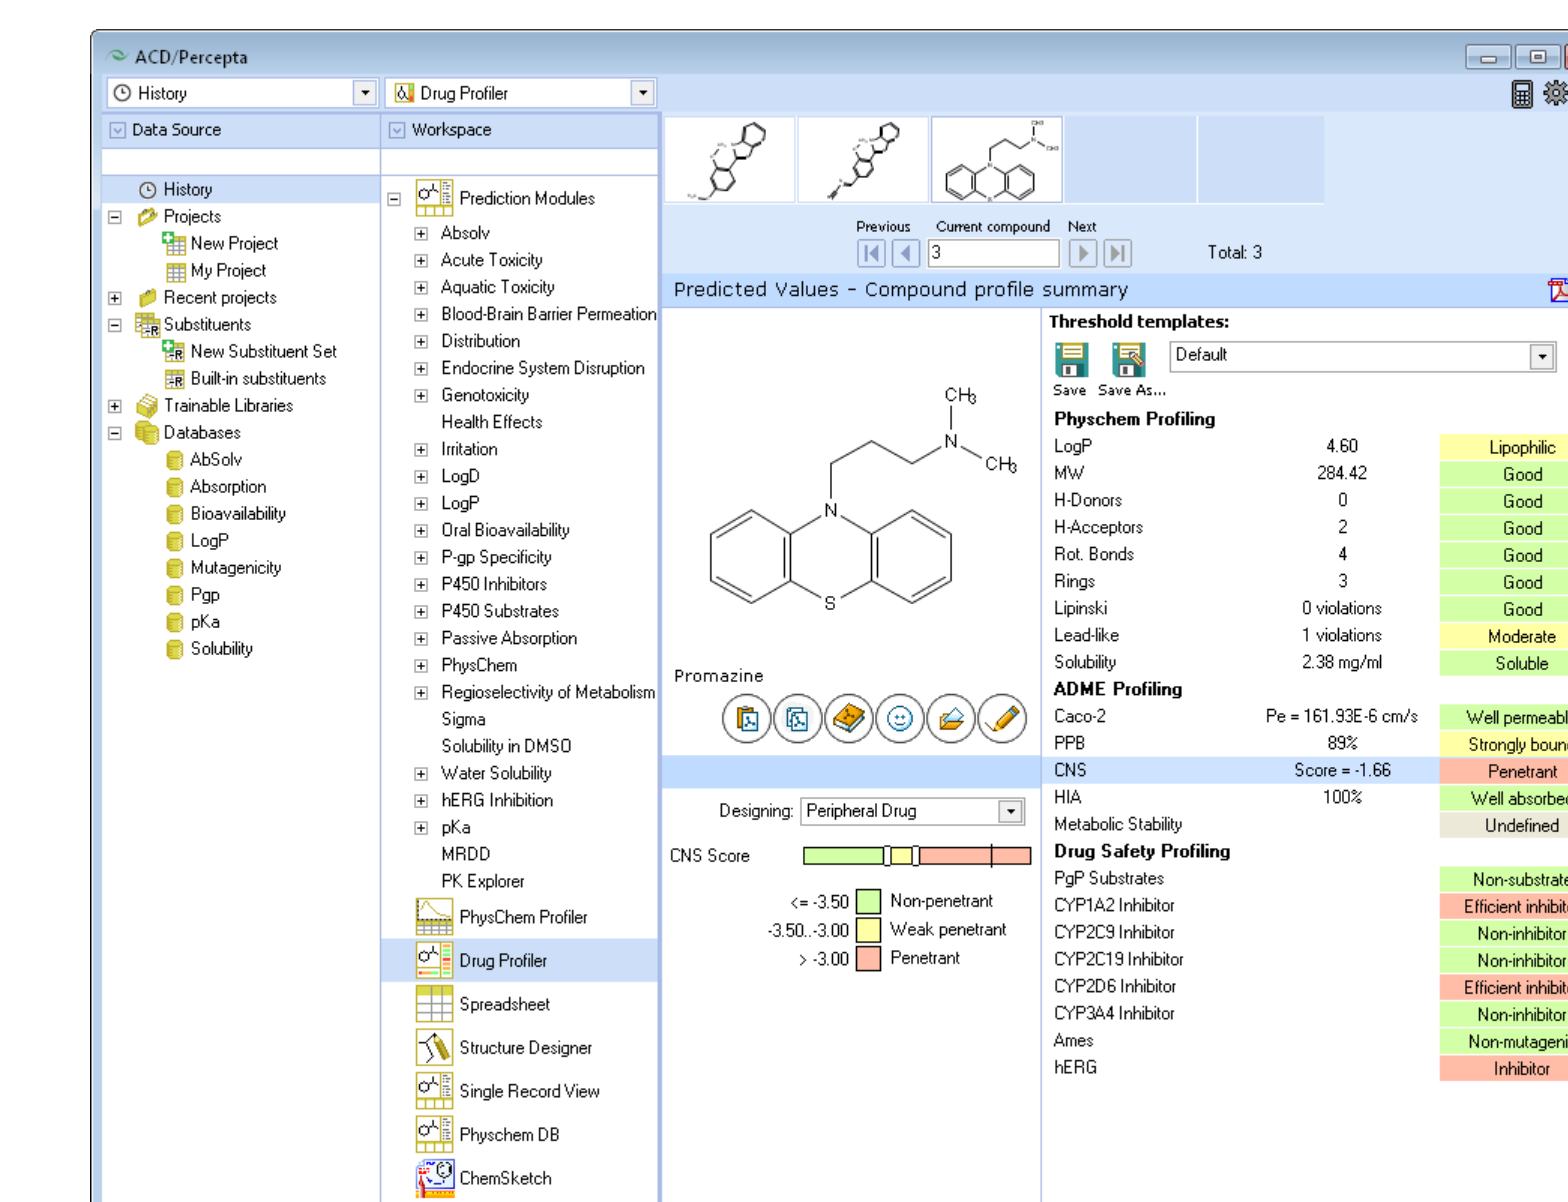 ACD/Percepta
History
Drug Profiler
Data Source
Workspace
History
Projects
New Project
My Project
Recent projects
Substituents
New Substituent Set
Built-in substituents
Trainable Libraries
Databases
AbSolv
Absorption
Bioavailability
LogP
Mutagenicity
Pgp
pKa
Solubility
Prediction Modules
Absolv
Acute Toxicity
Aquatic Toxicity
Blood-Brain Barrier Permeation
Distribution
Endocrine System Disruption
Genotoxicity
Health Effects
Irritation
LogD
LogP
Oral Bioavailability
P-gp Specificity
P450 Inhibitors
P450 Substrates
Passive Absorption
PhysChem
Regioselectivity of Metabolism
Sigma
Solubility in DMSO
Water Solubility
hERG Inhibition
pKa
MRDD
PK Explorer
PhysChem Profiler
Drug Profiler
Spreadsheet
Structure Designer
Single Record View
Physchem DB
ChemSketch
Previous Current compound Next
3
Total: 3
Predicted Values - Compound profile summary
CH3
N
CH3
N
S
Promazine
Designing: Peripheral Drug
CNS Score
<= -3.50 Non-penetrant
-3.50..-3.00 Weak penetrant
> -3.00 Penetrant
Threshold templates:
Default
Save Save As...
Physchem Profiling
LogP 4.60 Lipophilic
MW 284.42 Good
H-Donors 0 Good
H-Acceptors 2 Good
Rot. Bonds 4 Good
Rings 3 Good
Lipinski 0 violations Good
Lead-like 1 violations Moderate
Solubility 2.38 mg/ml Soluble
ADME Profiling
Caco-2 Pe = 161.93E-6 cm/s Well permeabl
PPB 89% Strongly boun
CNS Score = -1.66 Penetrant
HIA 100% Well absorbe
Metabolic Stability Undefined
Drug Safety Profiling
PgP Substrates Non-substrate
CYP1A2 Inhibitor Efficient inhibit
CYP2C9 Inhibitor Non-inhibitor
CYP2C19 Inhibitor Non-inhibitor
CYP2D6 Inhibitor Efficient inhibit
CYP3A4 Inhibitor Non-inhibitor
Ames Non-mutageni
hERG Inhibitor